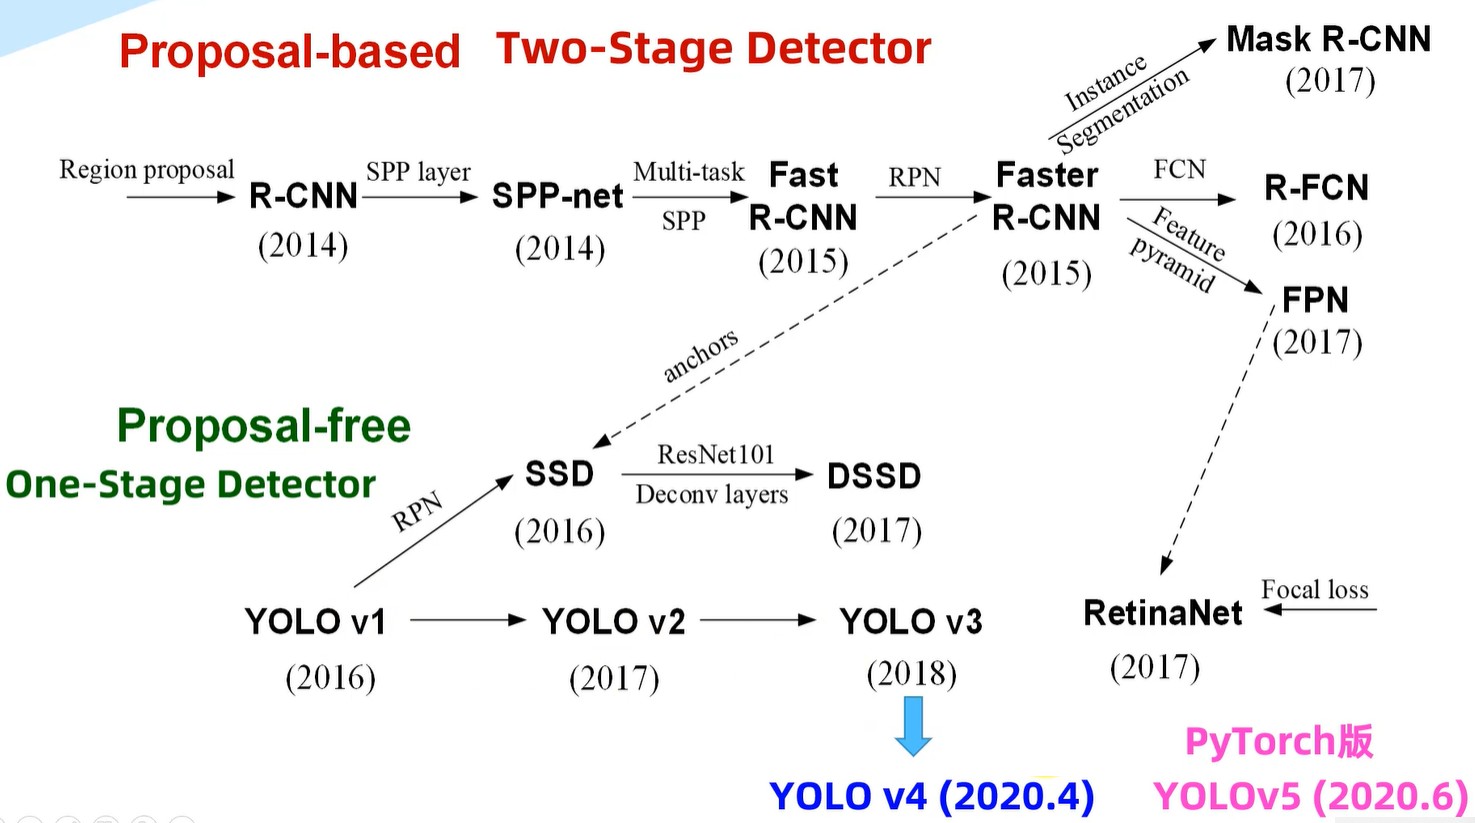 Proposal-based Two-Stage Detector
Mask R-CNN
(2017)
Instance
Segmentation
Region proposal
R-CNN
(2014)
SPP layer
SPP-net
(2014)
Multi-task
SPP
Fast
R-CNN
(2015)
RPN
Faster
R-CNN
(2015)
FCN
R-FCN
(2016)
Feature
pyramid
FPN
(2017)
anchors
Proposal-free
One-Stage Detector
RPN
SSD
(2016)
ResNet101
Deconv layers
DSSD
(2017)
YOLO v1
(2016)
YOLO v2
(2017)
YOLO v3
(2018)
RetinaNet
(2017)
Focal loss
YOLO v4 (2020.4)
PyTorch版
YOLOv5 (2020.6)